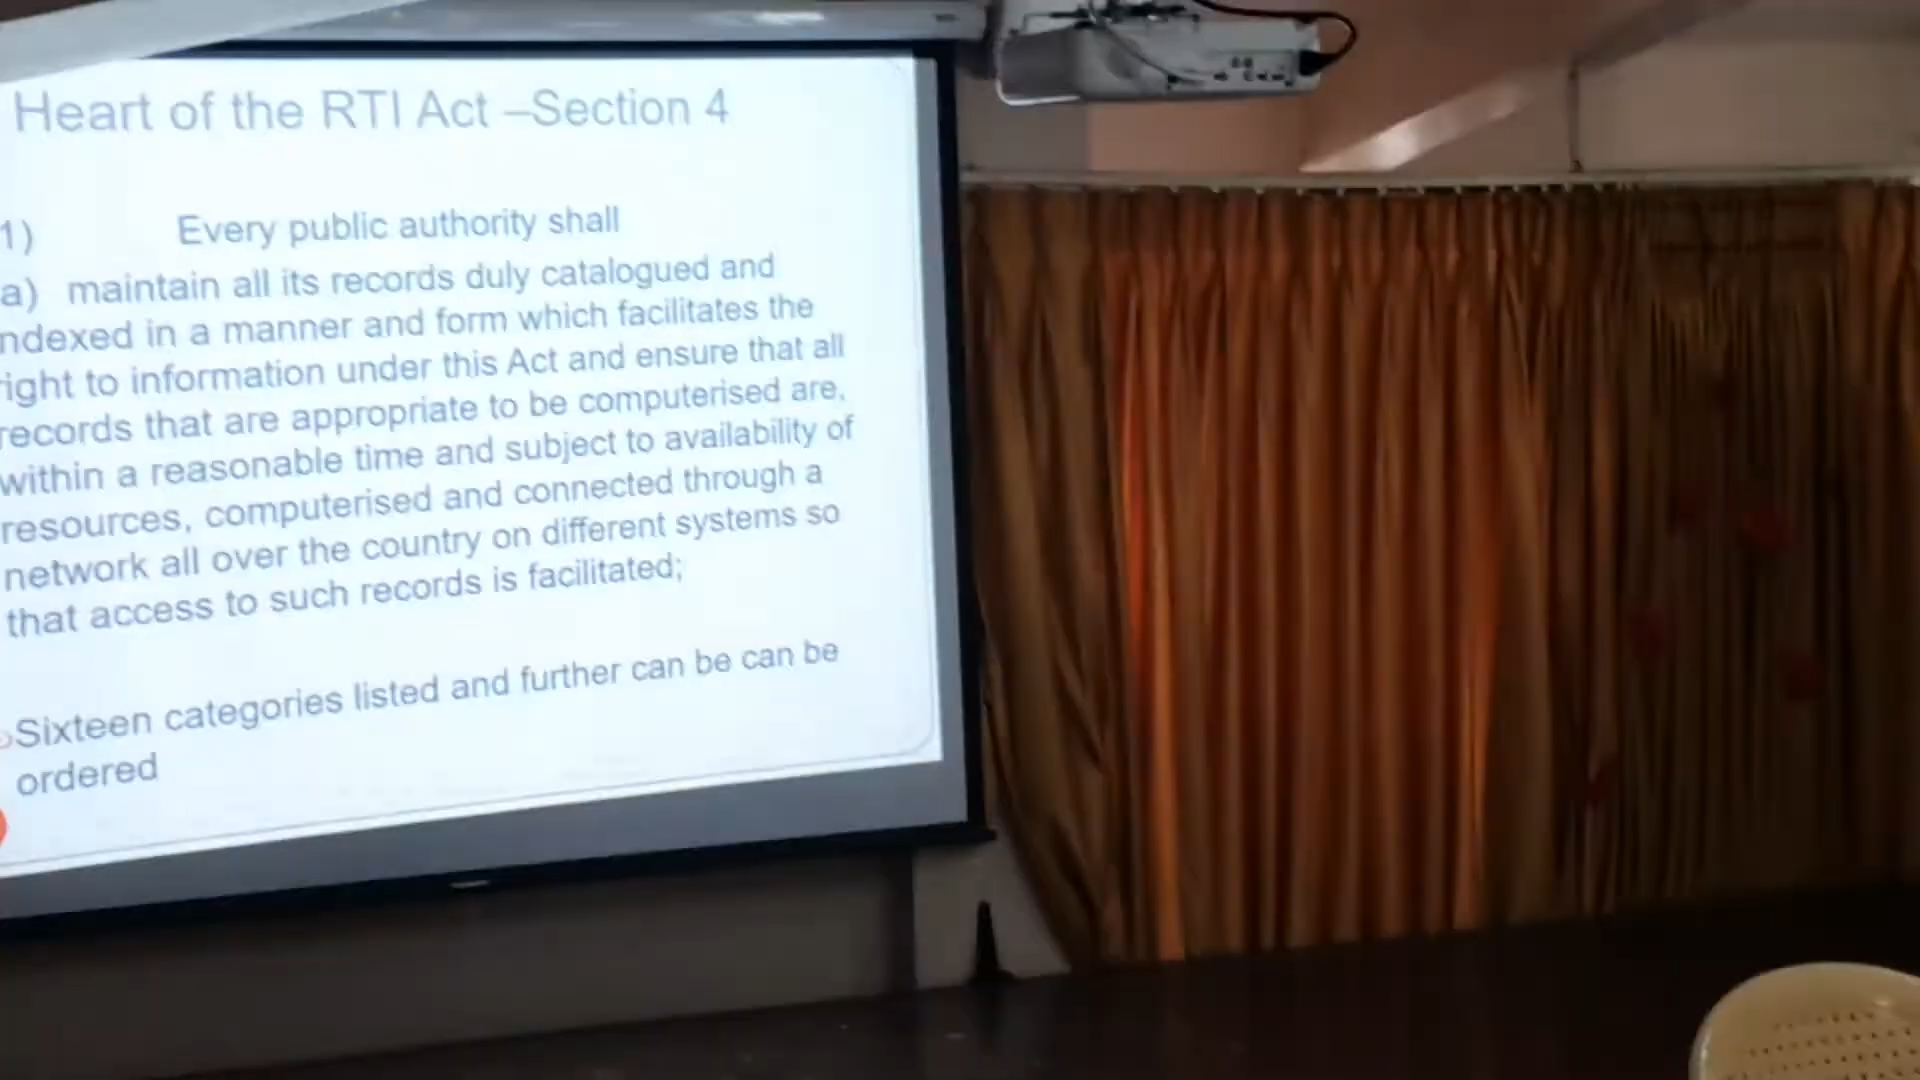 Heart of the RTI Act –Section 4
1) Every public authority shall
a) maintain all its records duly catalogued and
ndexed in a manner and form which facilitates the
right to information under this Act and ensure that all
records that are appropriate to be computerised are,
within a reasonable time and subject to availability of
resources, computerised and connected through a
network all over the country on different systems so
that access to such records is facilitated;
Sixteen categories listed and further can be can be
ordered